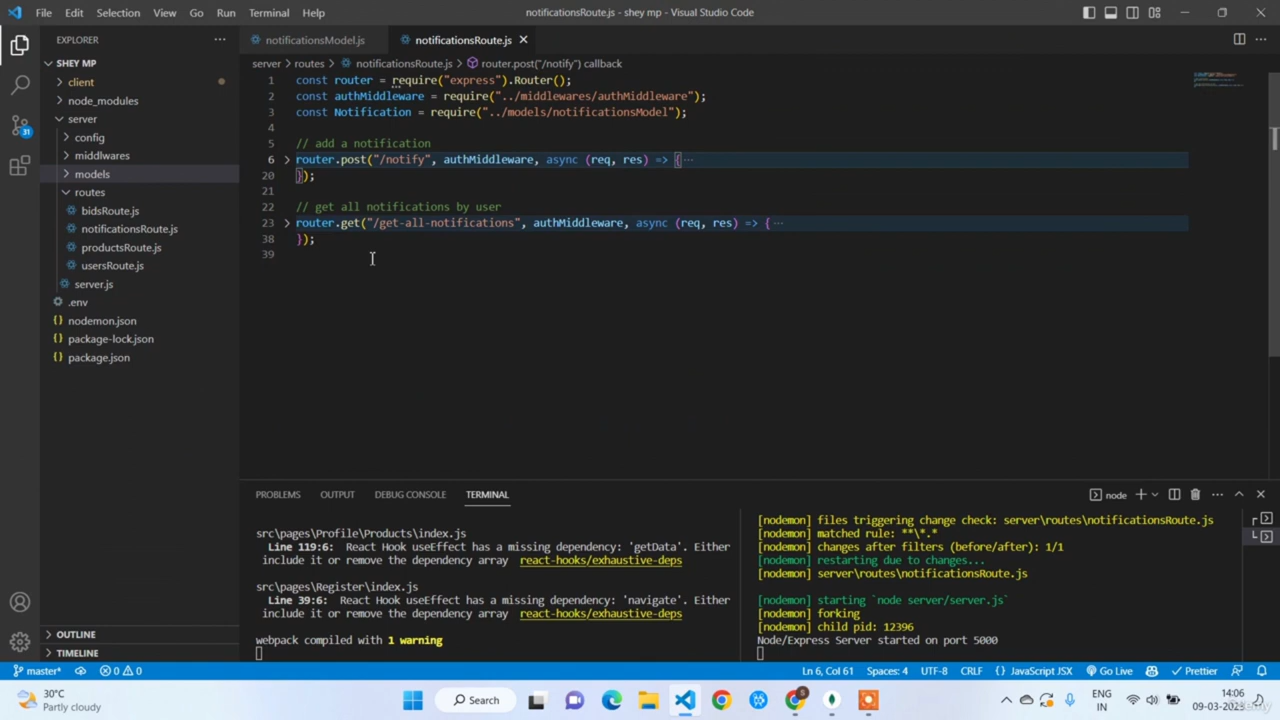 File Edit Selection View Go Run Terminal Help
notificationsRoute.js - shey mp - Visual Studio Code
EXPLORER
SHEY MP
client
node_modules
server
config
middlwares
models
routes
bidsRoute.js
notificationsRoute.js
productsRoute.js
usersRoute.js
server.js
.env
nodemon.json
package-lock.json
package.json
OUTLINE
TIMELINE
31
notificationsModel.js notificationsRoute.js
server > routes > notificationsRoute.js > router.post("/notify") callback
1 const router = require("express").Router();
2 const authMiddleware = require("../middlewares/authMiddleware");
3 const Notification = require("../models/notificationsModel");
4
5 // add a notification
6 router.post("/notify", authMiddleware, async (req, res) => {…
20 });
21
22 // get all notifications by user
23 router.get("/get-all-notifications", authMiddleware, async (req, res) => {…
38 });
39
PROBLEMS OUTPUT DEBUG CONSOLE TERMINAL
node
src\pages\Profile\Products\index.js
Line 119:6: React Hook useEffect has a missing dependency: 'getData'. Either
include it or remove the dependency array react-hooks/exhaustive-deps
src\pages\Register\index.js
Line 39:6: React Hook useEffect has a missing dependency: 'navigate'. Either
include it or remove the dependency array react-hooks/exhaustive-deps
webpack compiled with 1 warning
[nodemon] files triggering change check: server\routes\notificationsRoute.js
[nodemon] matched rule: **\*.*
[nodemon] changes after filters (before/after): 1/1
[nodemon] restarting due to changes...
[nodemon] server\routes\notificationsRoute.js
[nodemon] starting `node server/server.js`
[nodemon] forking
[nodemon] child pid: 12396
Node/Express Server started on port 5000
master* 0 0
Ln 6, Col 61 Spaces: 4 UTF-8 CRLF {} JavaScript JSX Go Live Prettier
30°C
Partly cloudy
Search
ENG
IN
14:06
09-03-2023